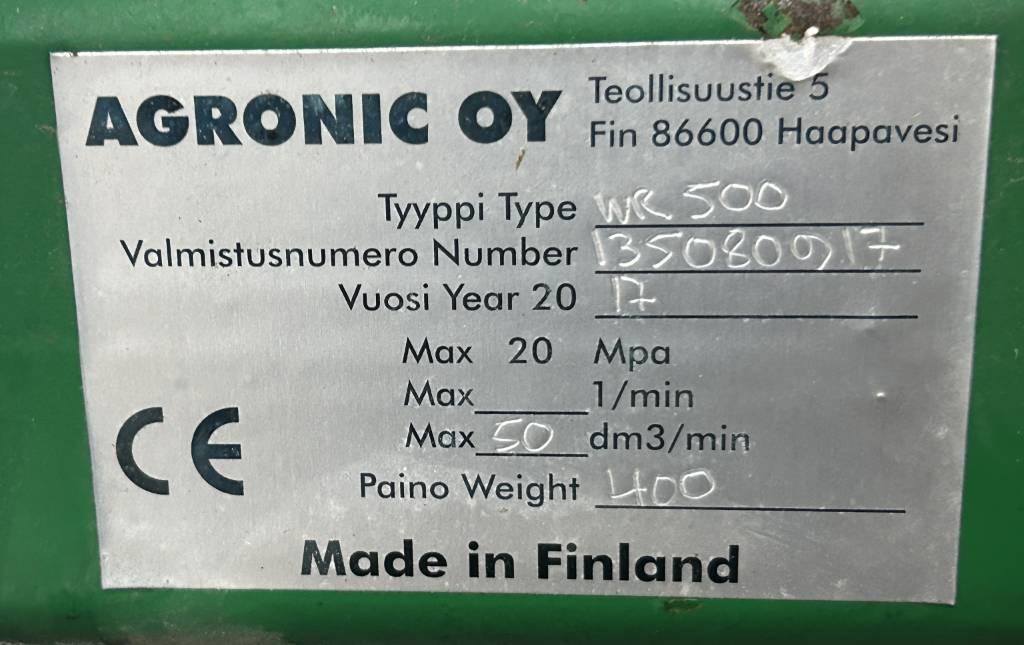 AGRONIC OY
Teollisuustie 5
Fin 86600 Haapavesi
Tyyppi Type WR 500
Valmistusnumero Number
Vuosi Year 20 17
Max 20 Mpa
Max 1/min
Max 50 dm3/min
CE
Paino Weight 400
Made in Finland